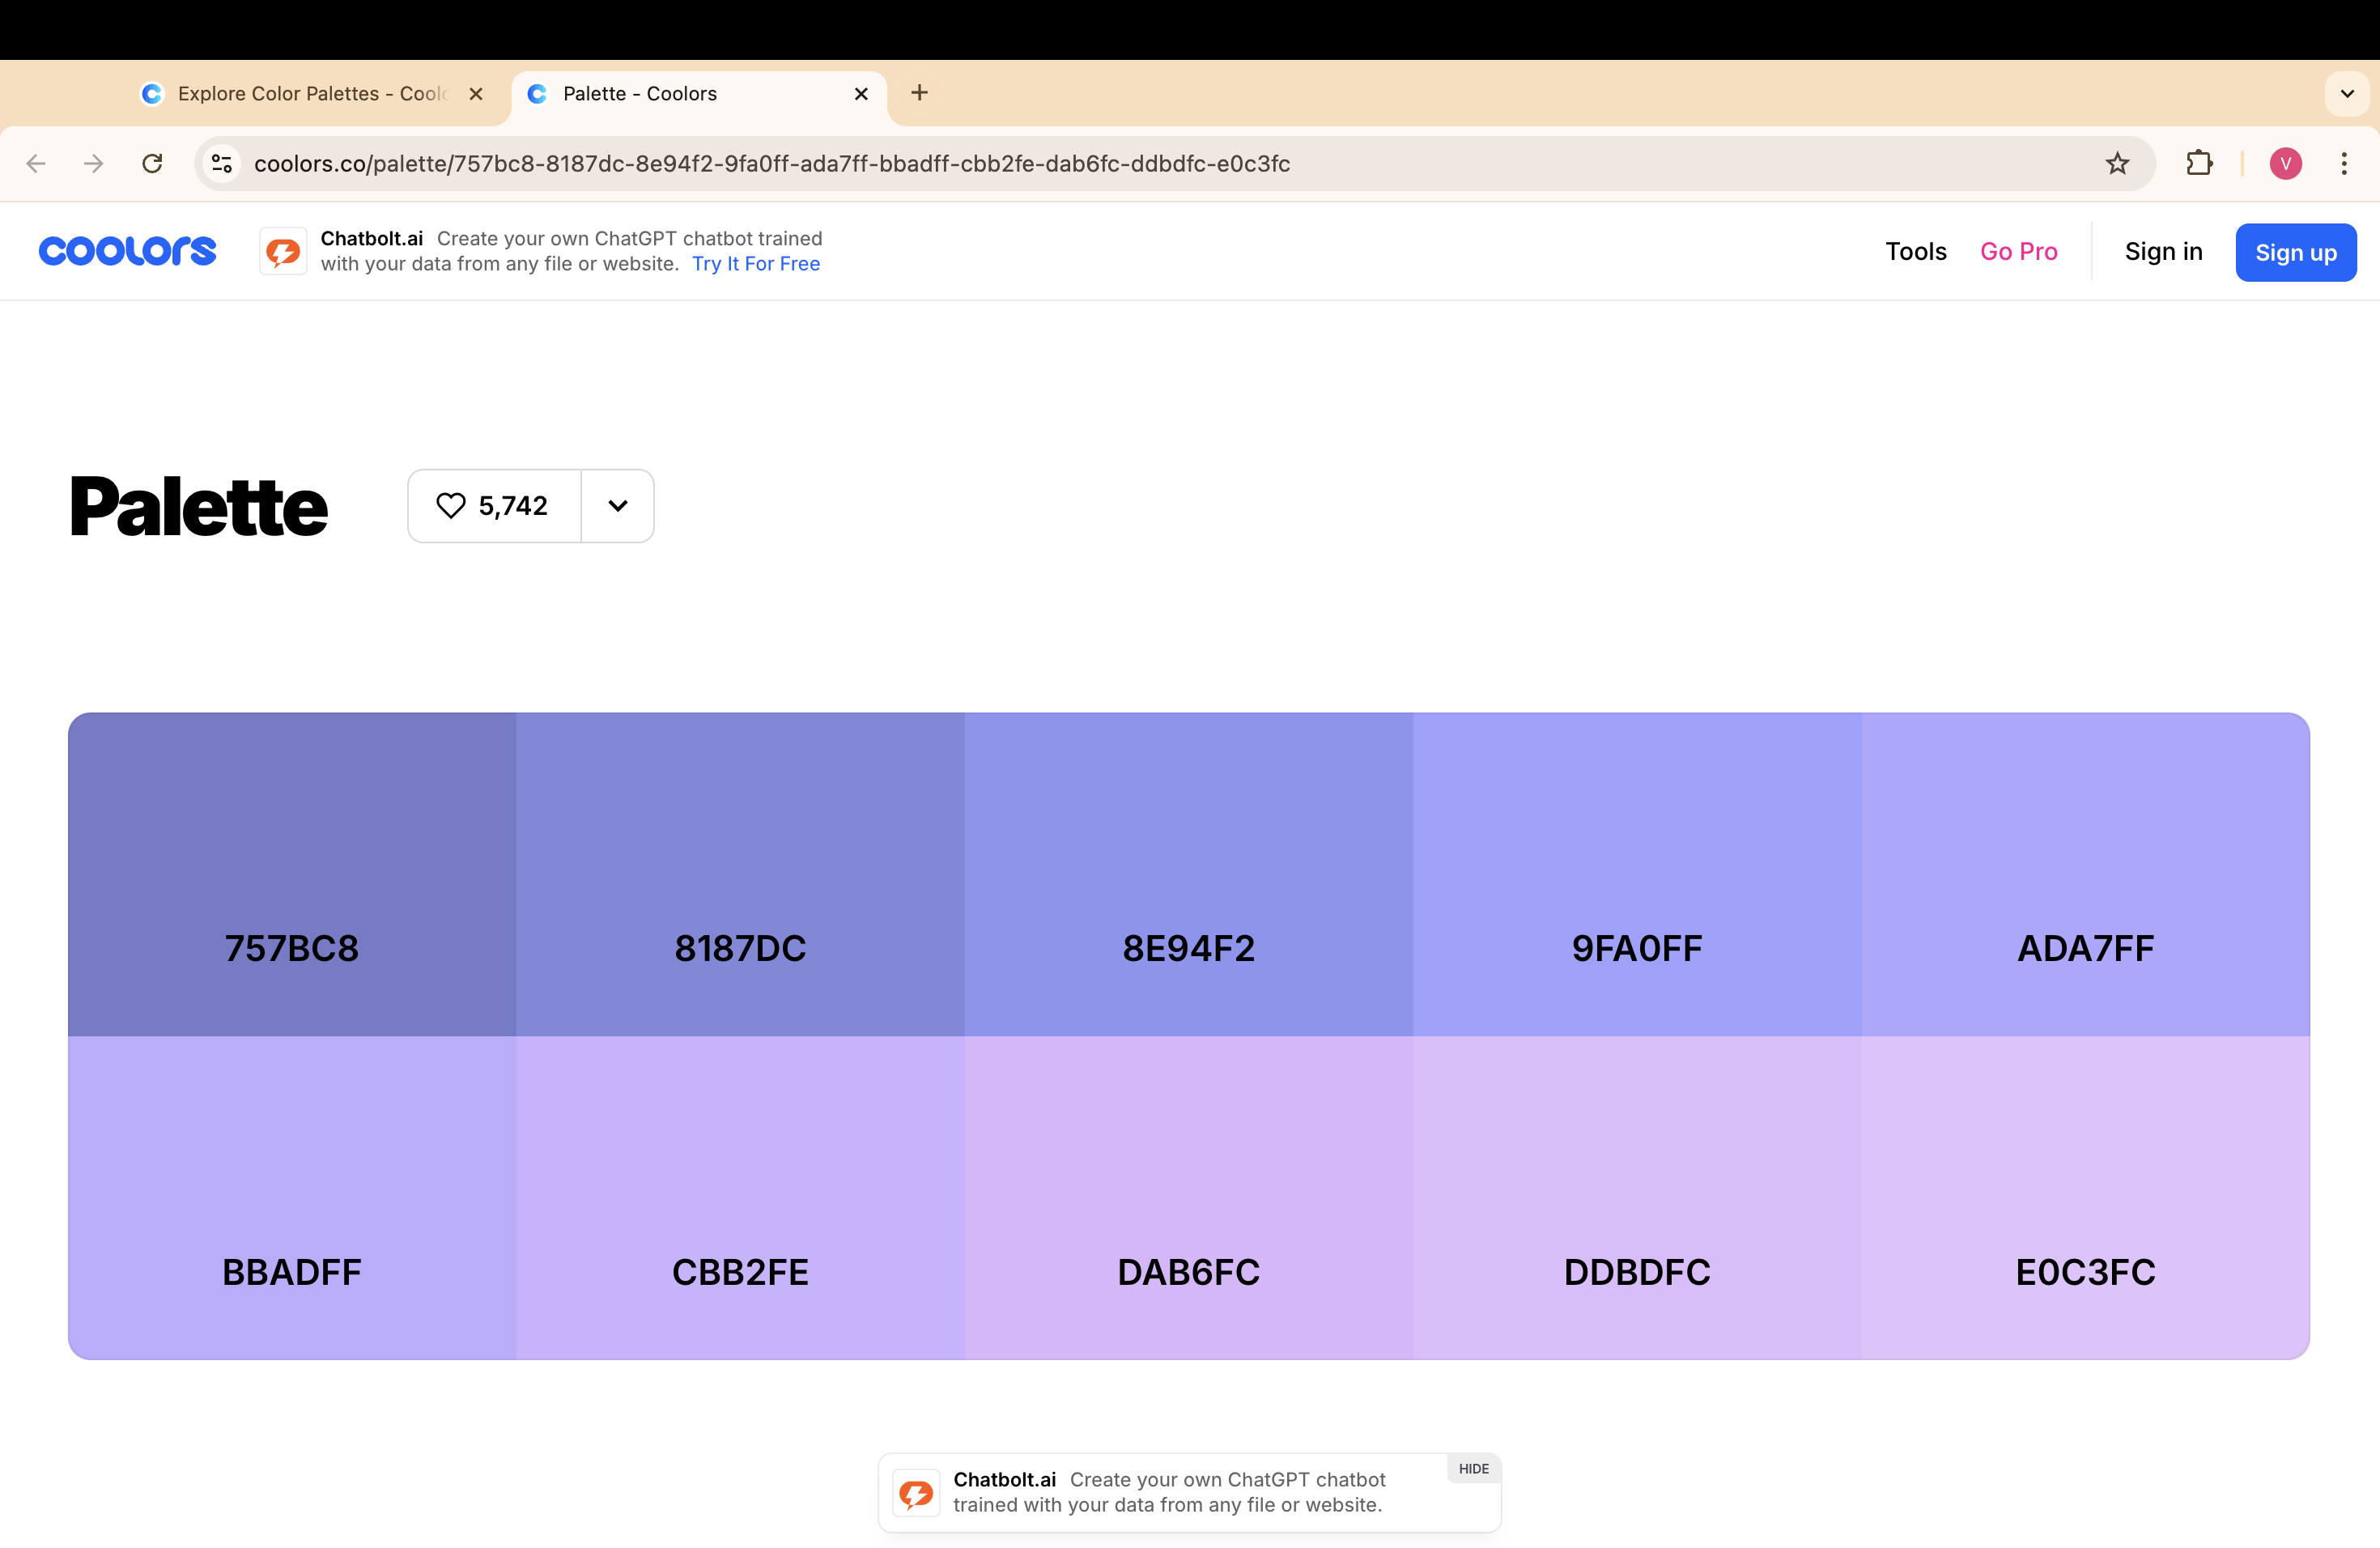 Explore Color Palettes - Coolo
Palette - Coolors
coolors.co/palette/757bc8-8187dc-8e94f2-9fa0ff-ada7ff-bbadff-cbb2fe-dab6fc-ddbdfc-e0c3fc
V
coolors
Chatbolt.ai Create your own ChatGPT chatbot trained
with your data from any file or website. Try It For Free
Tools
Go Pro
Sign in
Sign up
Palette
5,742
757BC8
8187DC
8E94F2
9FA0FF
ADA7FF
BBADFF
CBB2FE
DAB6FC
DDBDFC
E0C3FC
Chatbolt.ai Create your own ChatGPT chatbot
trained with your data from any file or website.
HIDE